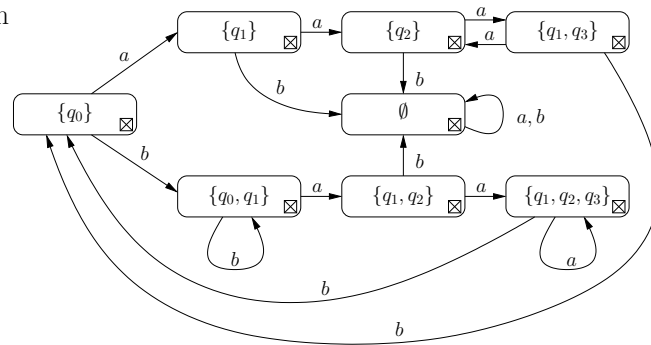 n
{q₁} a {q₂} a {q₁, q₃}
a
a
b b
{q₀} ∅ a, b
b b
{q₀, q₁} a {q₁, q₂} a {q₁, q₂, q₃}
b a
b
b